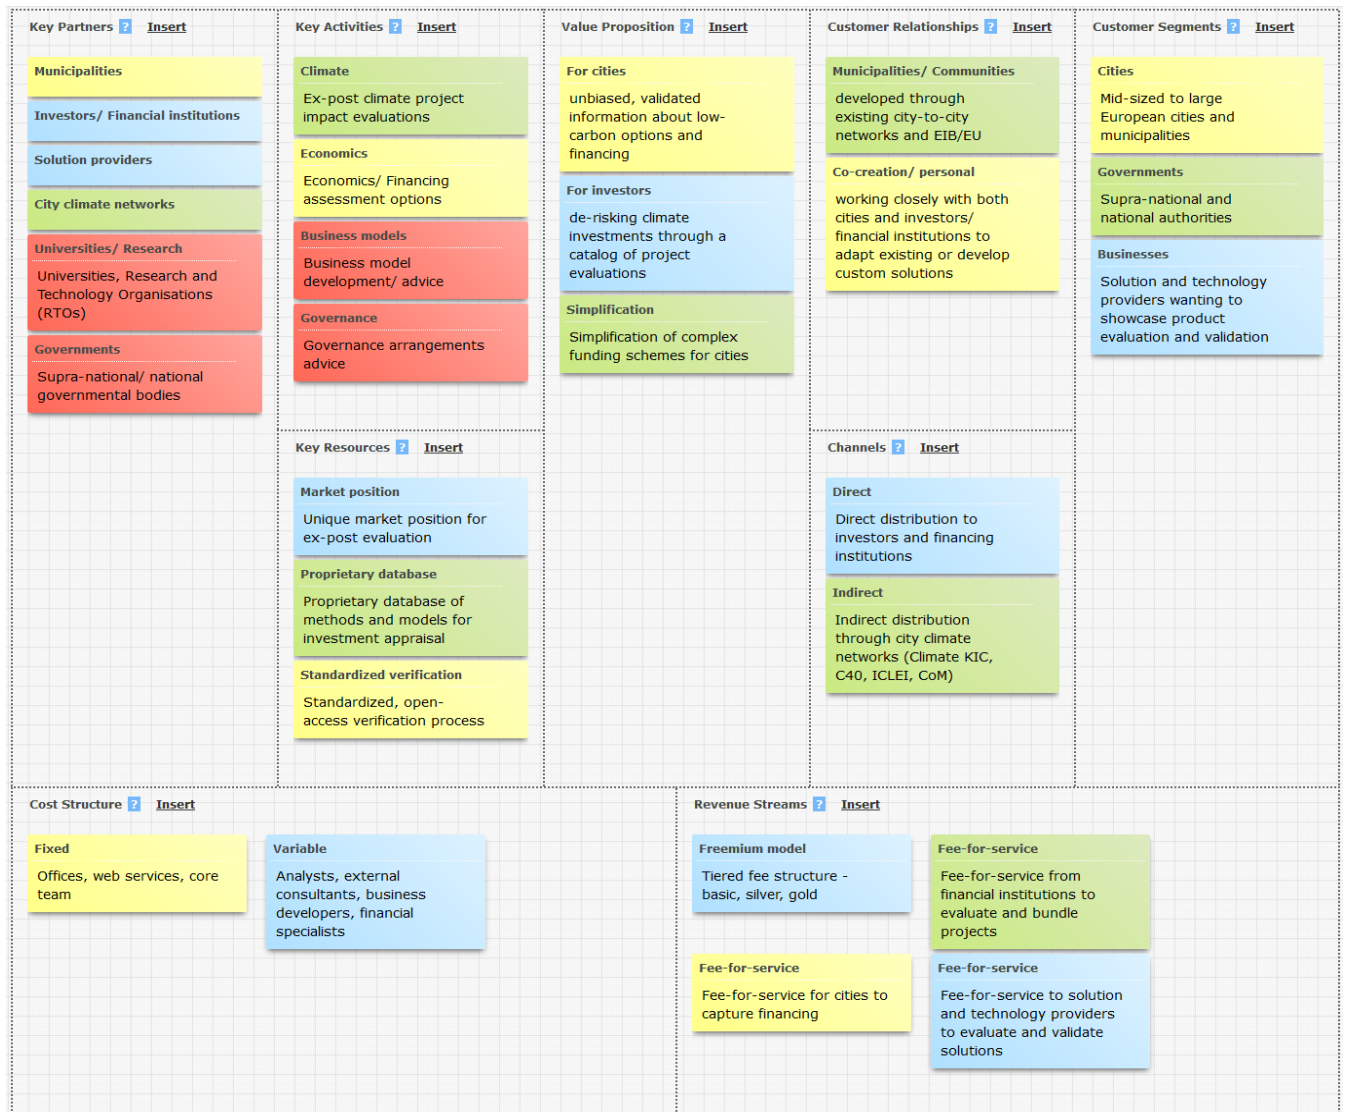 Key Partners ? Insert
Municipalities
Investors/ Financial institutions
Solution providers
City climate networks
Universities/ Research
Universities, Research and
Technology Organisations
(RTOs)
Governments
Supra-national/ national
governmental bodies
Key Activities ? Insert
Climate
Ex-post climate project
impact evaluations
Economics
Economics/ Financing
assessment options
Business models
Business model
development/ advice
Governance
Governance arrangements
advice
Key Resources ? Insert
Market position
Unique market position for
ex-post evaluation
Proprietary database
Proprietary database of
methods and models for
investment appraisal
Standardized verification
Standardized, open-
access verification process
Value Proposition ? Insert
For cities
unbiased, validated
information about low-
carbon options and
financing
For investors
de-risking climate
investments through a
catalog of project
evaluations
Simplification
Simplification of complex
funding schemes for cities
Customer Relationships ? Insert
Municipalities/ Communities
developed through
existing city-to-city
networks and EIB/EU
Co-creation/ personal
working closely with both
cities and investors/
financial institutions to
adapt existing or develop
custom solutions
Channels ? Insert
Direct
Direct distribution to
investors and financing
institutions
Indirect
Indirect distribution
through city climate
networks (Climate KIC,
C40, ICLEI, CoM)
Customer Segments ? Insert
Cities
Mid-sized to large
European cities and
municipalities
Governments
Supra-national and
national authorities
Businesses
Solution and technology
providers wanting to
showcase product
evaluation and validation
Cost Structure ? Insert
Fixed
Offices, web services, core
team
Variable
Analysts, external
consultants, business
developers, financial
specialists
Revenue Streams ? Insert
Freemium model
Tiered fee structure -
basic, silver, gold
Fee-for-service
Fee-for-service from
financial institutions to
evaluate and bundle
projects
Fee-for-service
Fee-for-service for cities to
capture financing
Fee-for-service
Fee-for-service to solution
and technology providers
to evaluate and validate
solutions